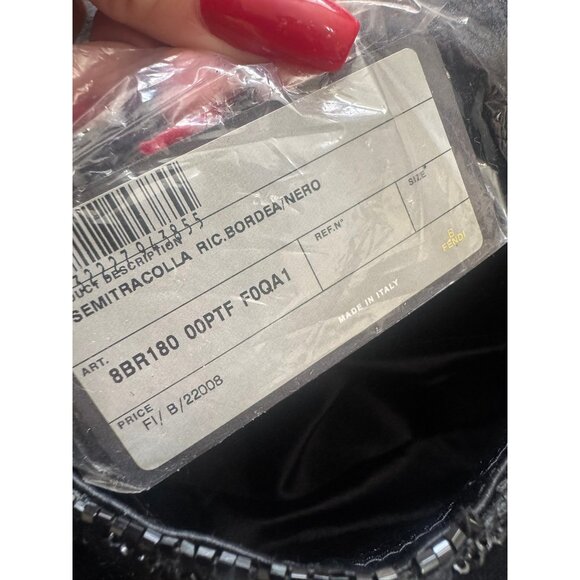 DUCT DESCRIPTION
SEMITRACOLLA RIC.BORDEA/NERO
ART.
8BR180 00PTF F0QA1
REF.N°
SIZE
PRICE
FI/ B/22008
MADE IN ITALY
FENDI